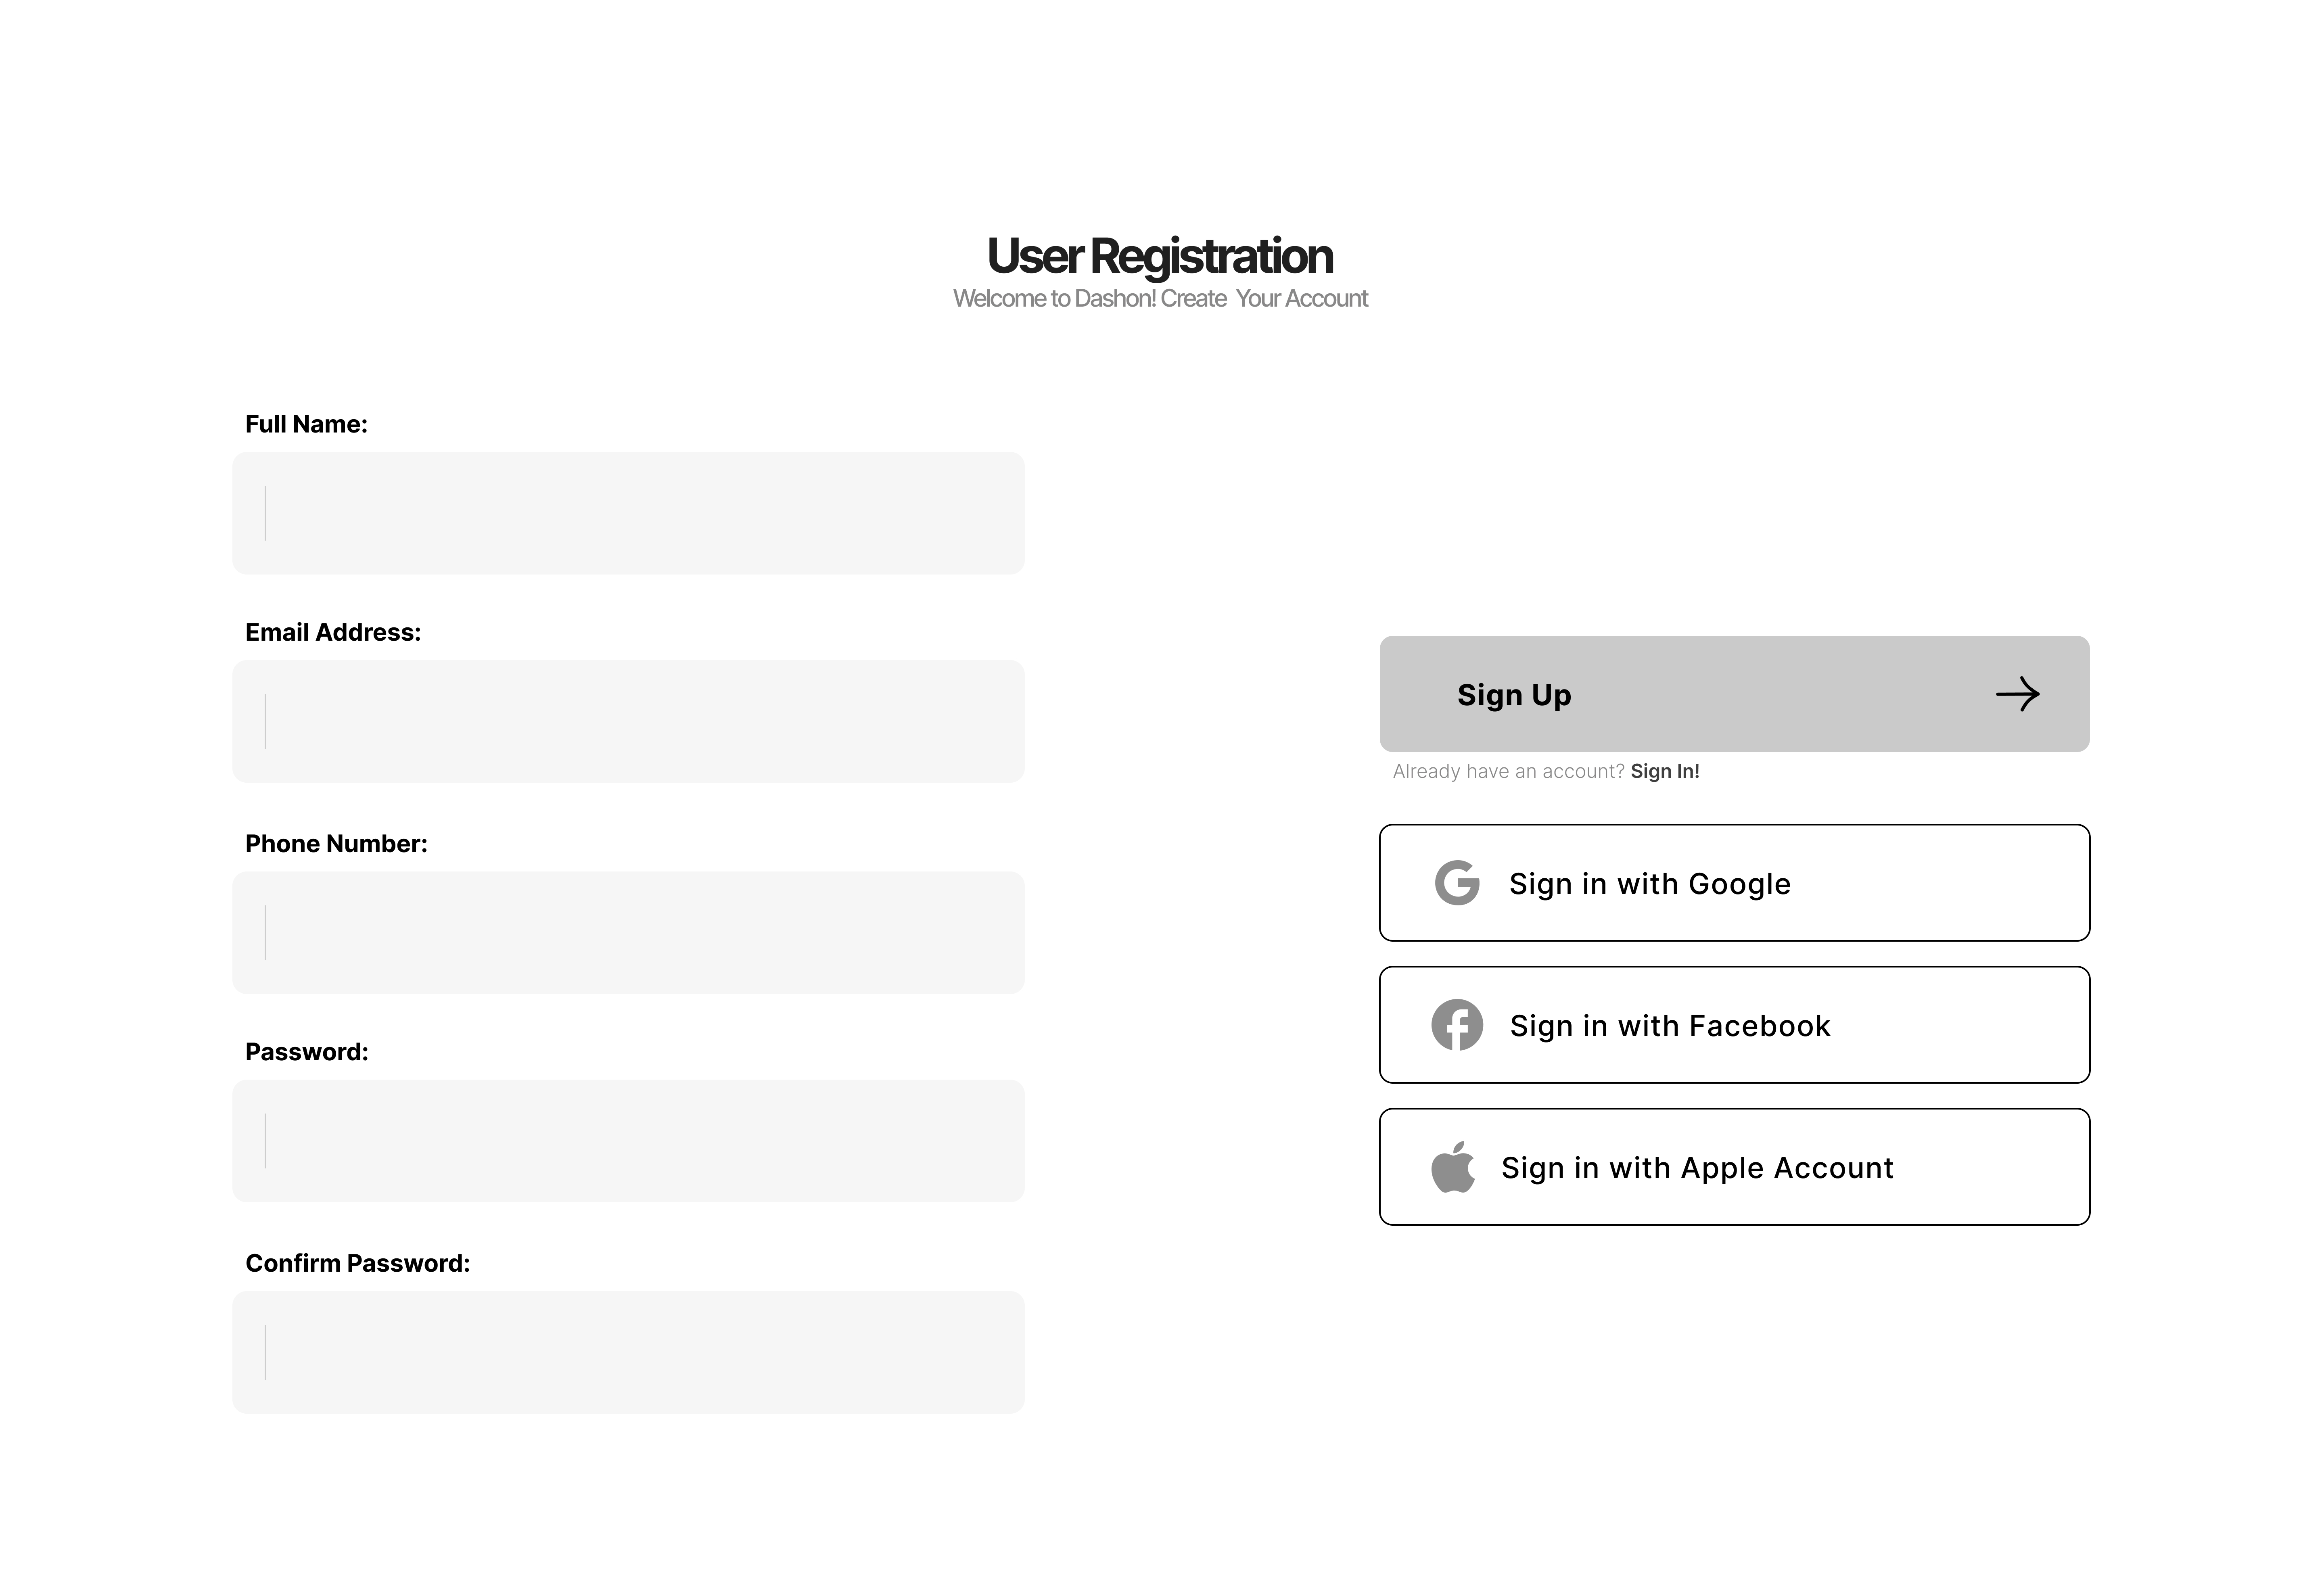 User Registration
Welcome to Dashon! Create  Your Account
Full Name:
Email Address:
Phone Number:
Password:
Confirm Password:
Sign Up
Already have an account? Sign In!
Sign in with Google
Sign in with Facebook
Sign in with Apple Account